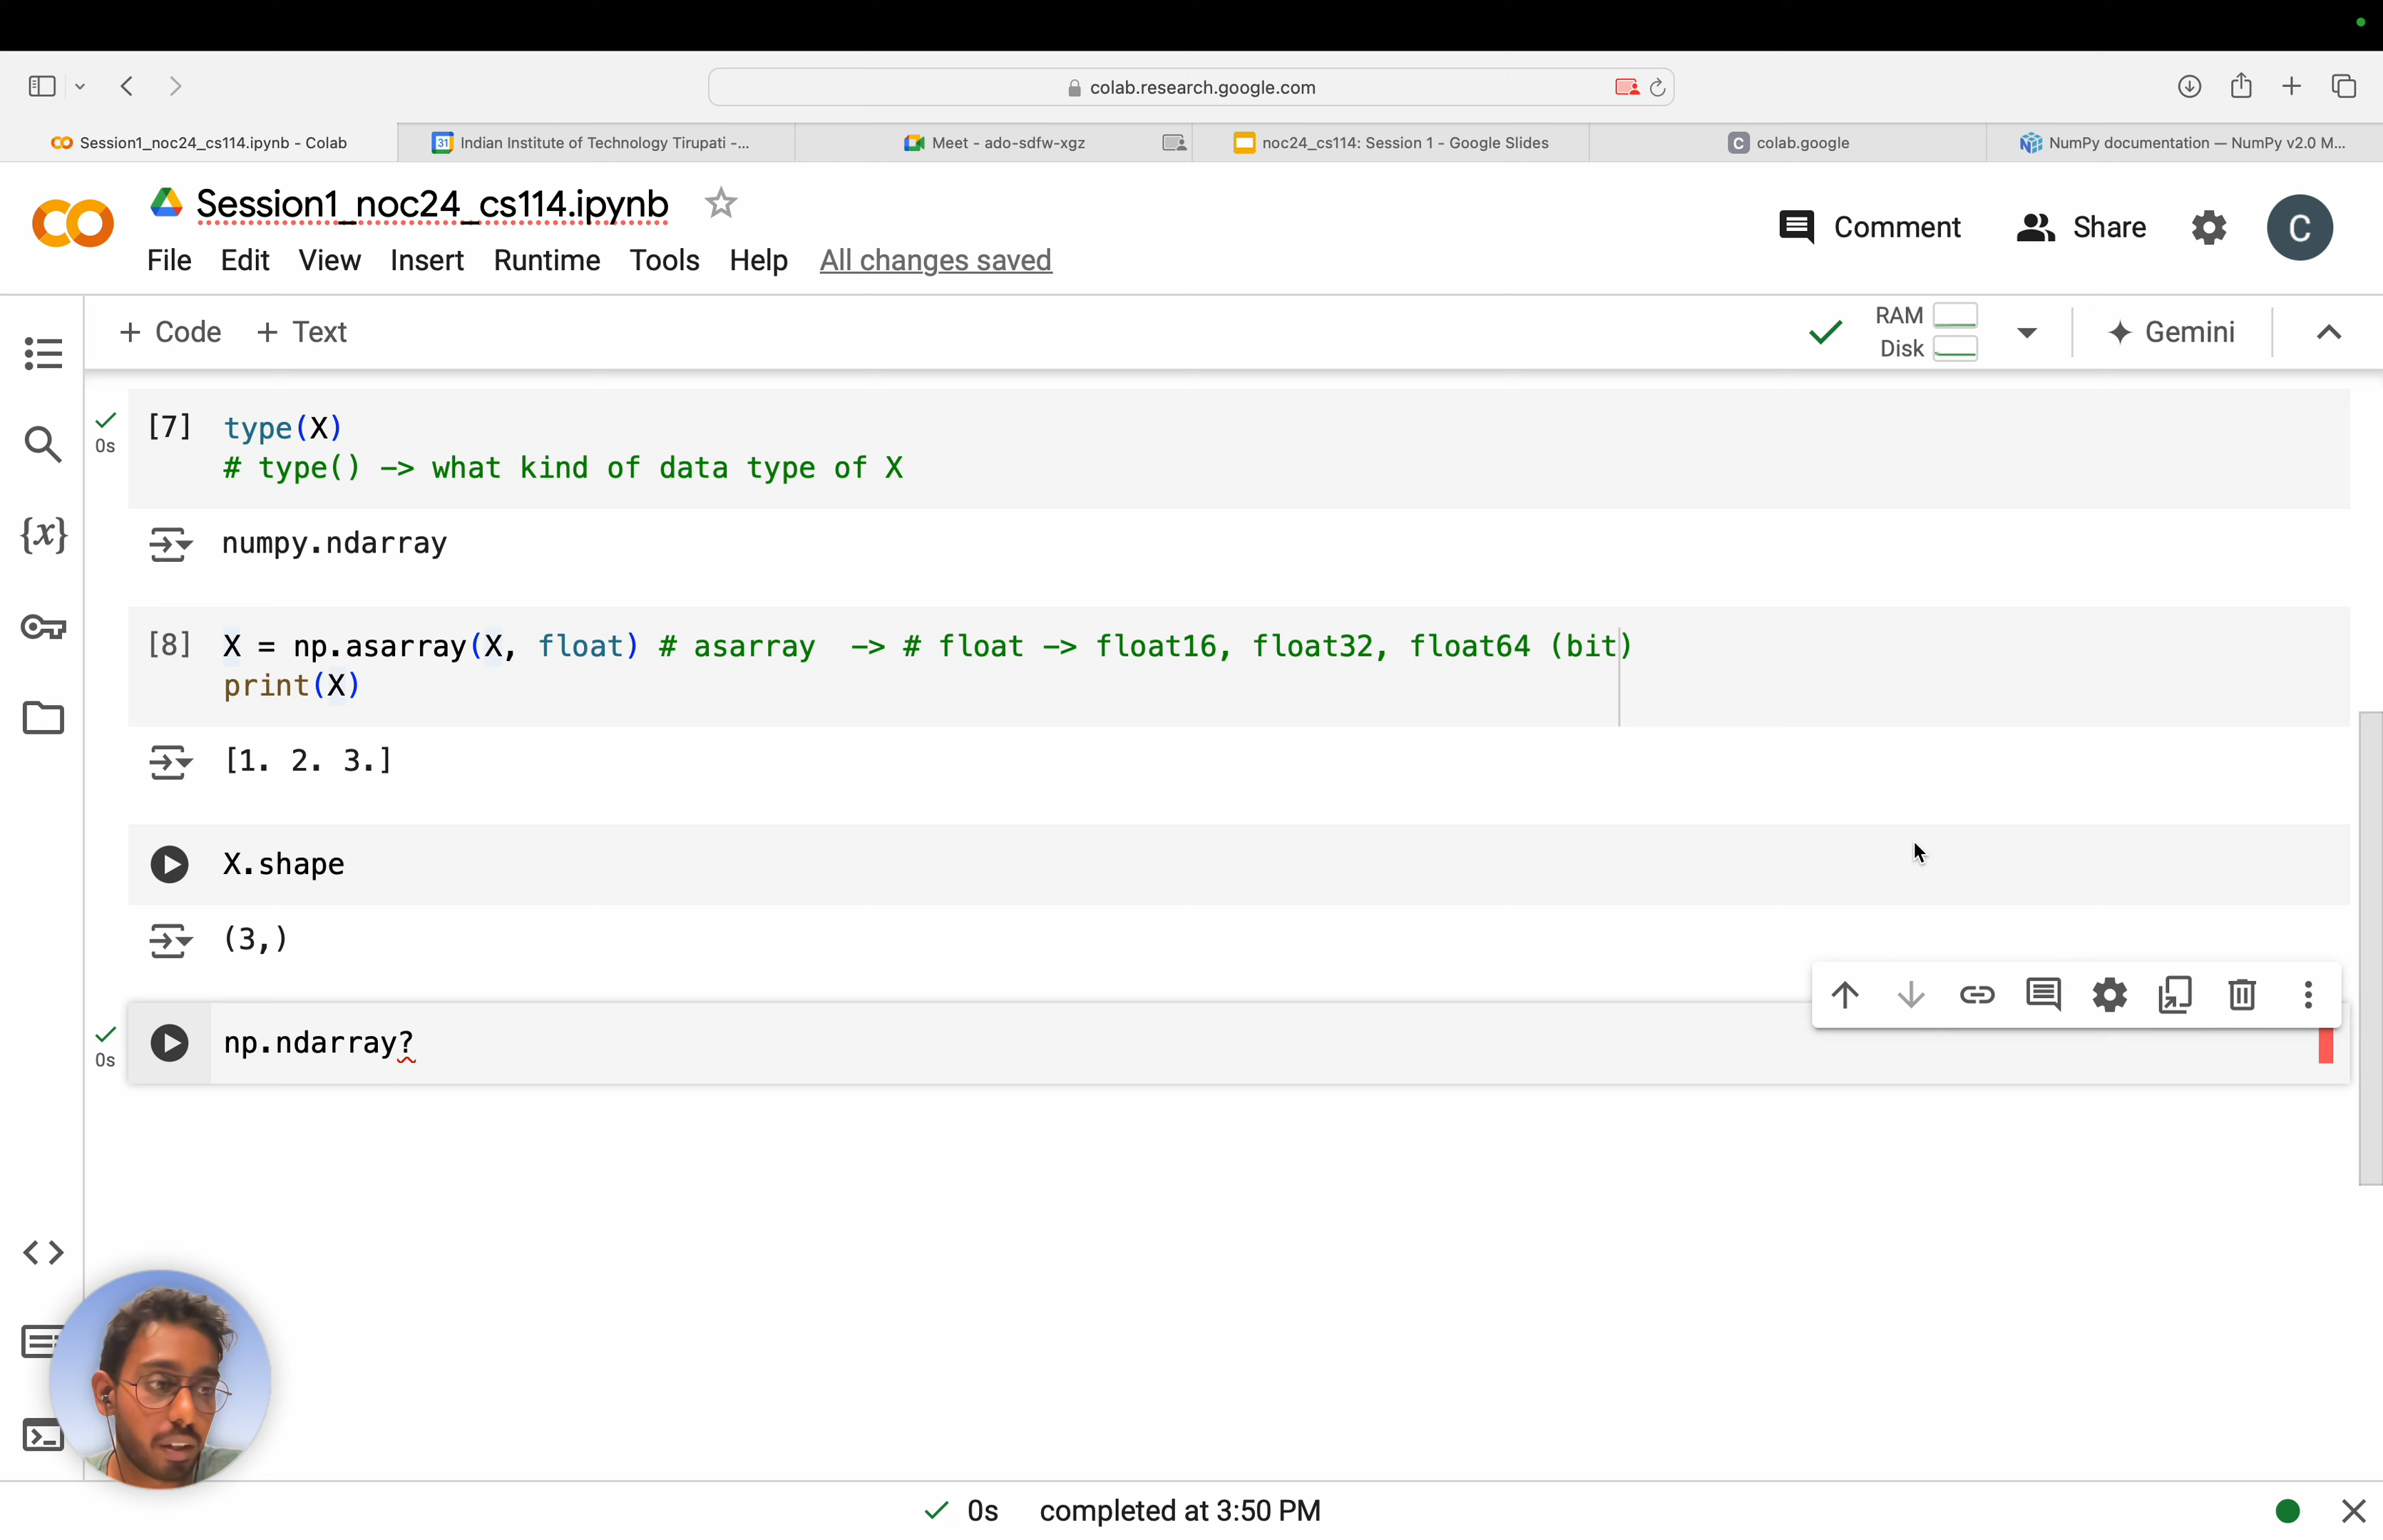 colab.research.google.com
Session1_noc24_cs114.ipynb - Colab
31 Indian Institute of Technology Tirupati -...
Meet - ado-sdfw-xgz
noc24_cs114: Session 1 - Google Slides
C colab.google
NumPy documentation — NumPy v2.0 M...
Session1_noc24_cs114.ipynb
Comment
Share
C
File Edit View Insert Runtime Tools Help All changes saved
+ Code + Text
RAM
Disk
Gemini
[7] type(X)
0s
# type() -> what kind of data type of X
numpy.ndarray
{x}
[8] X = np.asarray(X, float) # asarray  -> # float -> float16, float32, float64 (bit)
print(X)
[1. 2. 3.]
X.shape
(3,)
np.ndarray?
0s
0s completed at 3:50 PM